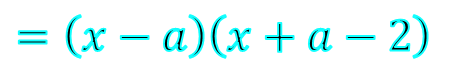 = (x − a)(x + a − 2)